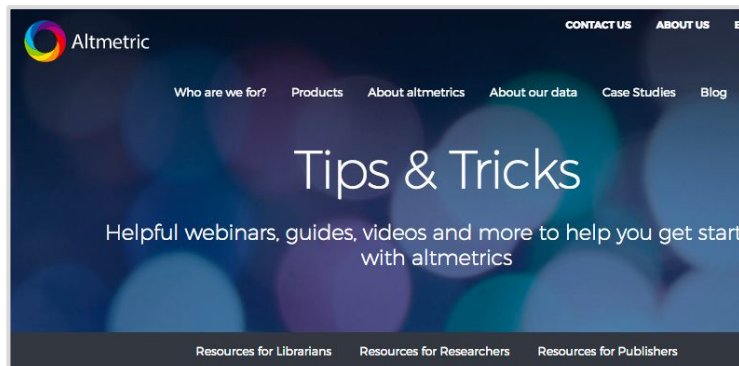 CONTACT US ABOUT US
Altmetric
Who are we for? Products About altmetrics About our data Case Studies Blog
Tips & Tricks
Helpful webinars, guides, videos and more to help you get start
with altmetrics
Resources for Librarians Resources for Researchers Resources for Publishers